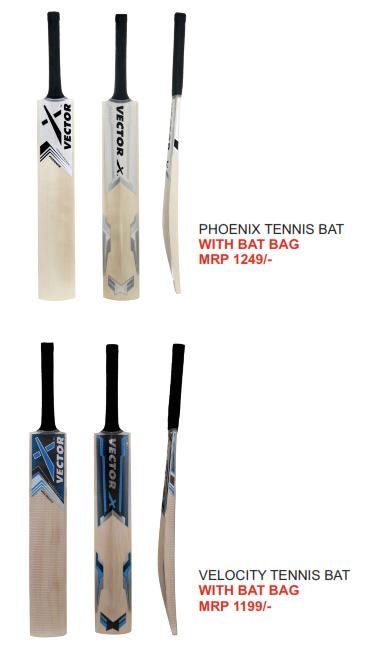 VECTOR X
VECTOR X
PHOENIX TENNIS BAT
WITH BAT BAG
MRP 1249/-
VECTOR X
VECTOR X
VELOCITY TENNIS BAT
WITH BAT BAG
MRP 1199/-